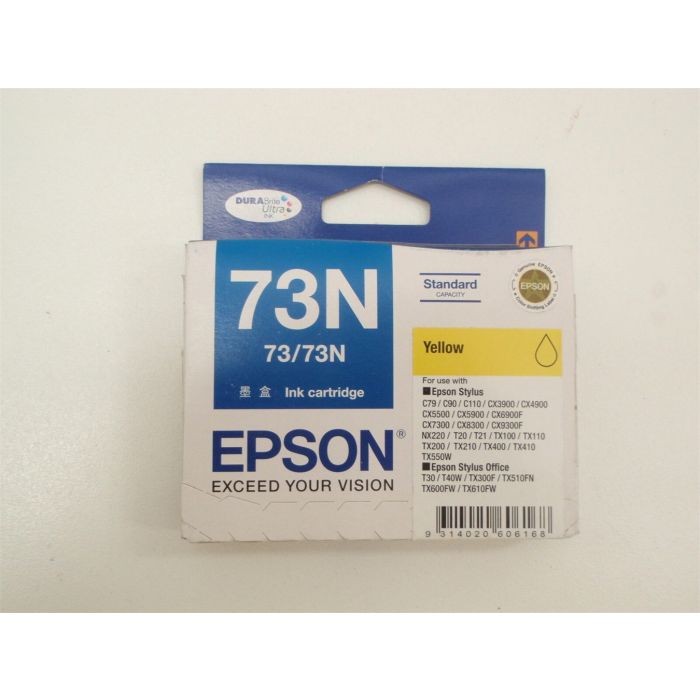 DURABrite
Ultra
INK
73N
73/73N
墨 盒 Ink cartridge
EPSON®
EXCEED YOUR VISION
Standard
CAPACITY
Genuine EPSON
EPSON
Yellow
For use with
■Epson Stylus
C79 / C90 / C110 / CX3900 / CX4900
CX5500 / CX5900 / CX6900F
CX7300 / CX8300 / CX9300F
NX220 / T20 / T21 / TX100 / TX110
TX200 / TX210 / TX400 / TX410
TX550W
■Epson Stylus Office
T30 / T40W / TX300F / TX510FN
TX600FW / TX610FW
9 314020 606168